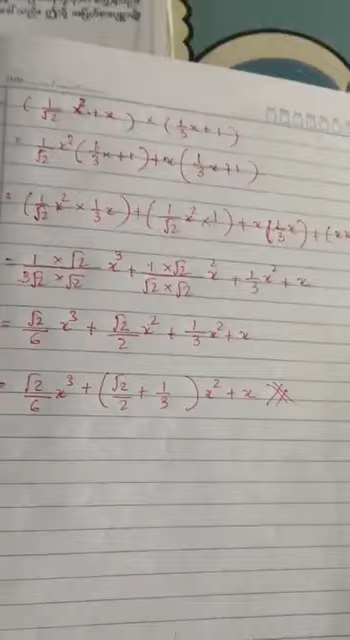 (1/√2 x² + x) × (1/3 x + 1)
= 1/√2 x² (1/3 x + 1) + x (1/3 x + 1)
= (1/√2 x² × 1/3 x) + (1/√2 x² × 1) + x (1/3 x) + (x
= 1 × √2 / 3√2 × √2 x³ + 1 × √2 / √2 × √2 x² + 1/3 x² + x
= √2/6 x³ + √2/2 x² + 1/3 x² + x
= √2/6 x³ + (√2/2 + 1/3) x² + x